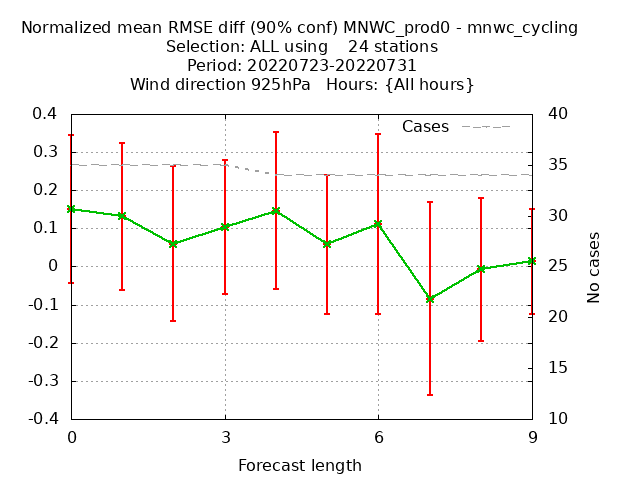 Normalized mean RMSE diff (90% conf) MNWC_prod0 - mnwc_cycling
Selection: ALL using    24 stations
Period: 20220723-20220731
Wind direction 925hPa   Hours: {All hours}
Cases
0.4
0.3
0.2
0.1
0
-0.1
-0.2
-0.3
-0.4
40
35
30
25
20
15
10
No cases
0 3 6 9
Forecast length